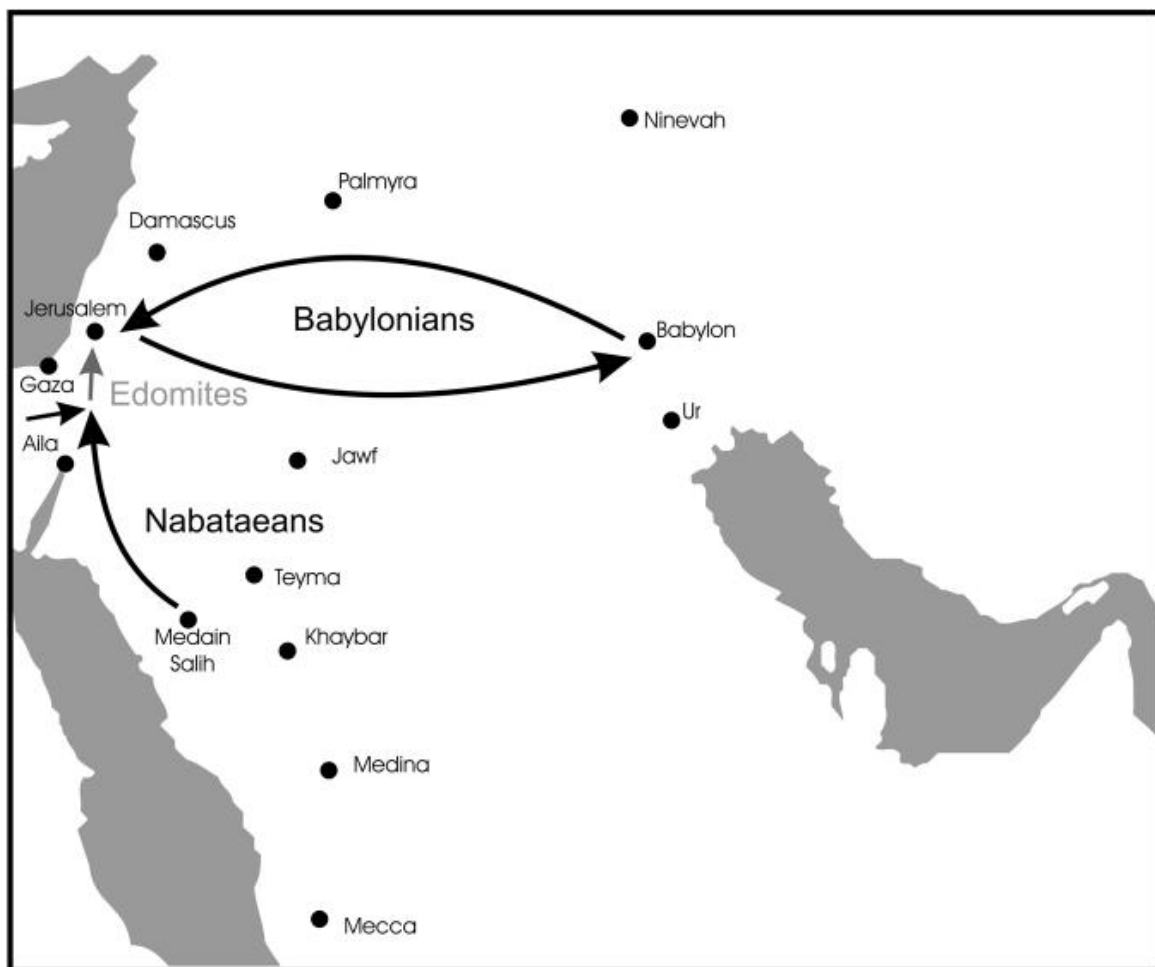 Ninevah
Palmyra
Damascus
Jerusalem
Babylonians
Babylon
Gaza
Edomites
Ur
Aila
Jawf
Nabataeans
Teyma
Medain
Salih
Khaybar
Medina
Mecca